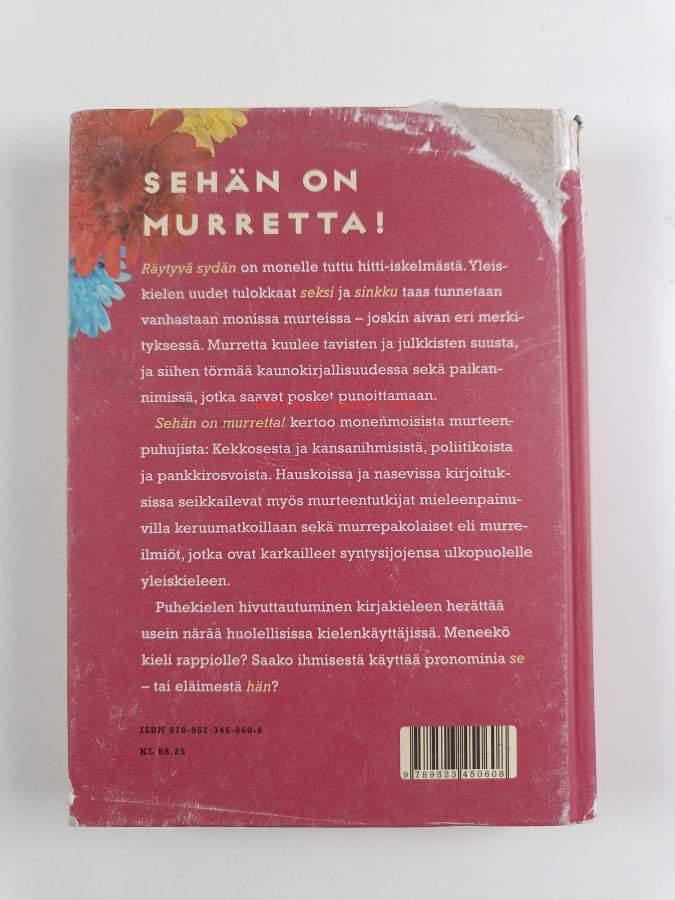 SEHÄN ON
MURRETTA!
Räytyvä sydän on monelle tuttu hitti-iskelmästä. Yleis-
kielen uudet tulokkaat seksi ja sinkku taas tunnetaan
vanhastaan monissa murteissa – joskin aivan eri merki-
tyksessä. Murretta kuulee tavisten ja julkkisten suusta,
ja siihen törmää kaunokirjallisuudessa sekä paikan-
nimissä, jotka saavat posket punoittamaan.
Sehän on murretta! kertoo monenmoisista murteen-
puhujista: Kekkosesta ja kansanihmisistä, poliitikoista
ja pankkirosvoista. Hauskoissa ja nasevissa kirjoituk-
sissa seikkailevat myös murteentutkijat mieleenpainu-
villa keruumatkoillaan sekä murrepakolaiset eli murre-
ilmiöt, jotka ovat karkailleet syntysijojensa ulkopuolelle
yleiskieleen.
Puhekielen hivuttautuminen kirjakieleen herättää
usein närää huolellisissa kielenkäyttäjissä. Meneekö
kieli rappiolle? Saako ihmisestä käyttää pronominia se
– tai eläimestä hän?
ISBN 978-952-345-060-8
KL 88.25
9 789523 450608